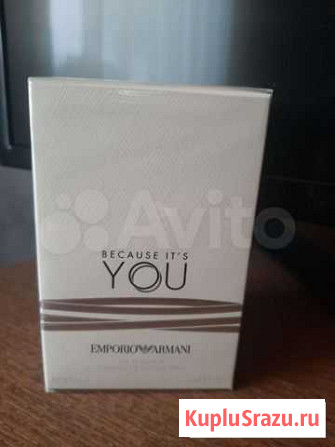 Avito
BECAUSE IT'S
YOU
EMPORIO ARMANI
KupluSrazu.ru